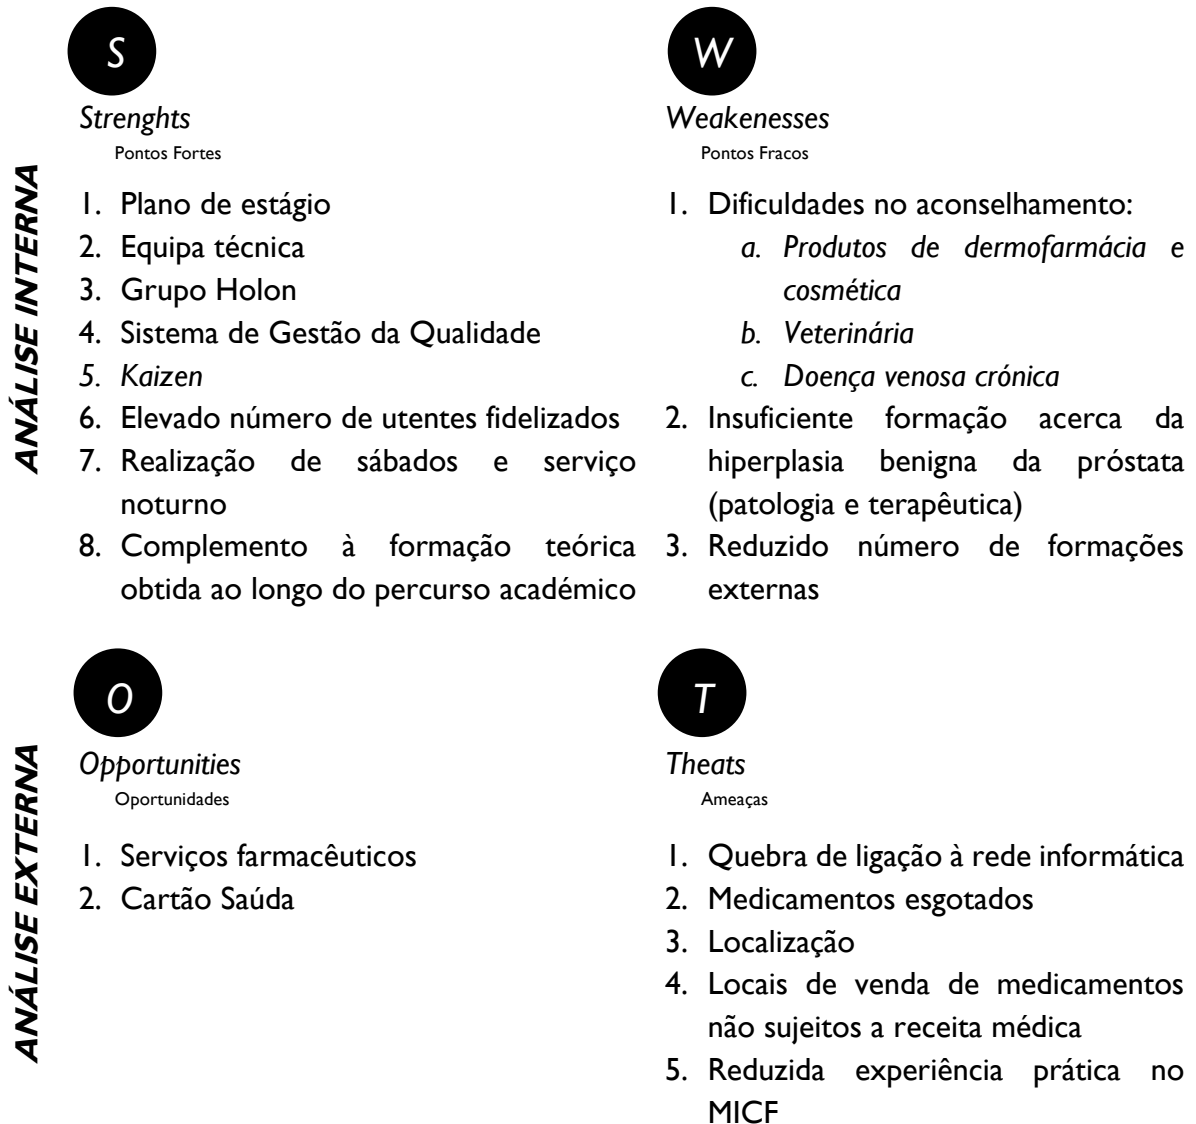 ANÁLISE INTERNA
S
Strenghts
Pontos Fortes
1. Plano de estágio
2. Equipa técnica
3. Grupo Holon
4. Sistema de Gestão da Qualidade
5. Kaizen
6. Elevado número de utentes fidelizados
7. Realização de sábados e serviço
noturno
8. Complemento à formação teórica
obtida ao longo do percurso académico
W
Weakenesses
Pontos Fracos
1. Dificuldades no aconselhamento:
a. Produtos de dermofarmácia e
cosmética
b. Veterinária
c. Doença venosa crónica
2. Insuficiente formação acerca da
hiperplasia benigna da próstata
(patologia e terapêutica)
3. Reduzido número de formações
externas
ANÁLISE EXTERNA
O
Opportunities
Oportunidades
1. Serviços farmacêuticos
2. Cartão Saúda
T
Theats
Ameaças
1. Quebra de ligação à rede informática
2. Medicamentos esgotados
3. Localização
4. Locais de venda de medicamentos
não sujeitos a receita médica
5. Reduzida experiência prática no
MICF